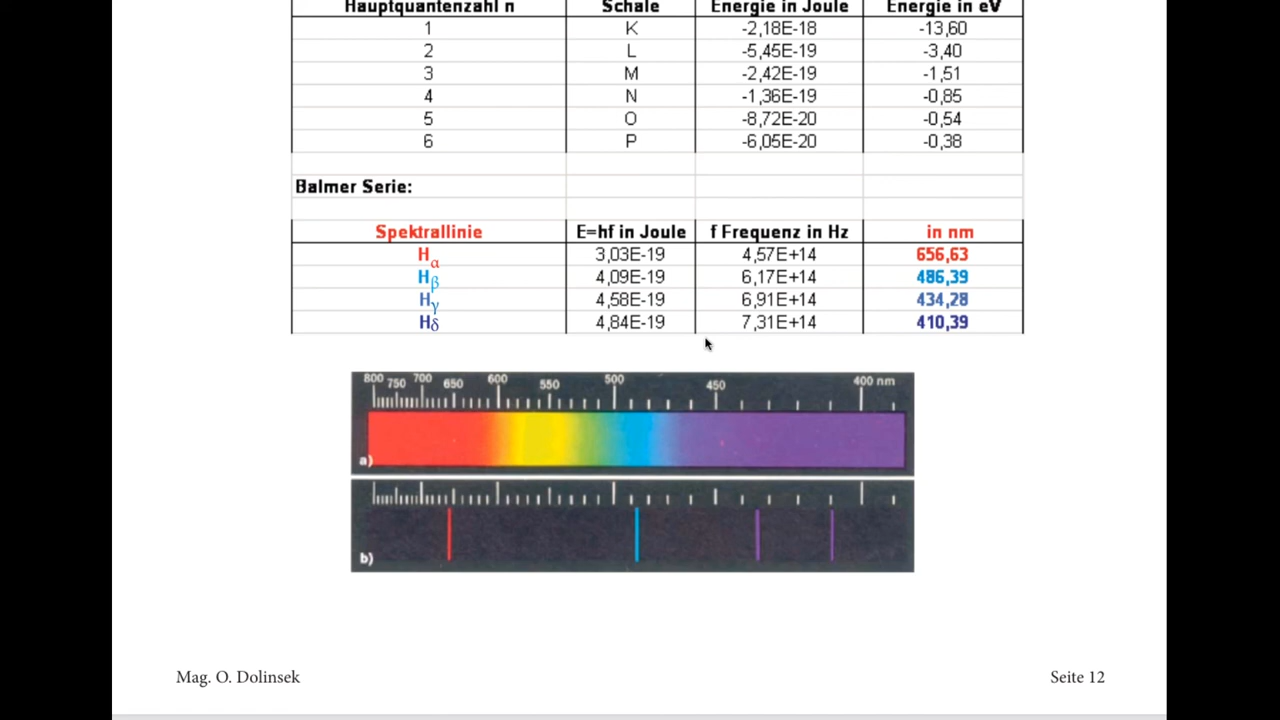 Hauptquantenzahl n Schale Energie in Joule Energie in eV
1 K -2,18E-18 -13,60
2 L -5,45E-19 -3,40
3 M -2,42E-19 -1,51
4 N -1,36E-19 -0,85
5 O -8,72E-20 -0,54
6 P -6,05E-20 -0,38
Balmer Serie:
Spektrallinie E=hf in Joule f Frequenz in Hz in nm
Hα 3,03E-19 4,57E+14 656,63
Hβ 4,09E-19 6,17E+14 486,39
Hγ 4,58E-19 6,91E+14 434,28
Hδ 4,84E-19 7,31E+14 410,39
800 750 700 650 600 550 500 450 400 nm
a)
b)
Mag. O. Dolinsek Seite 12